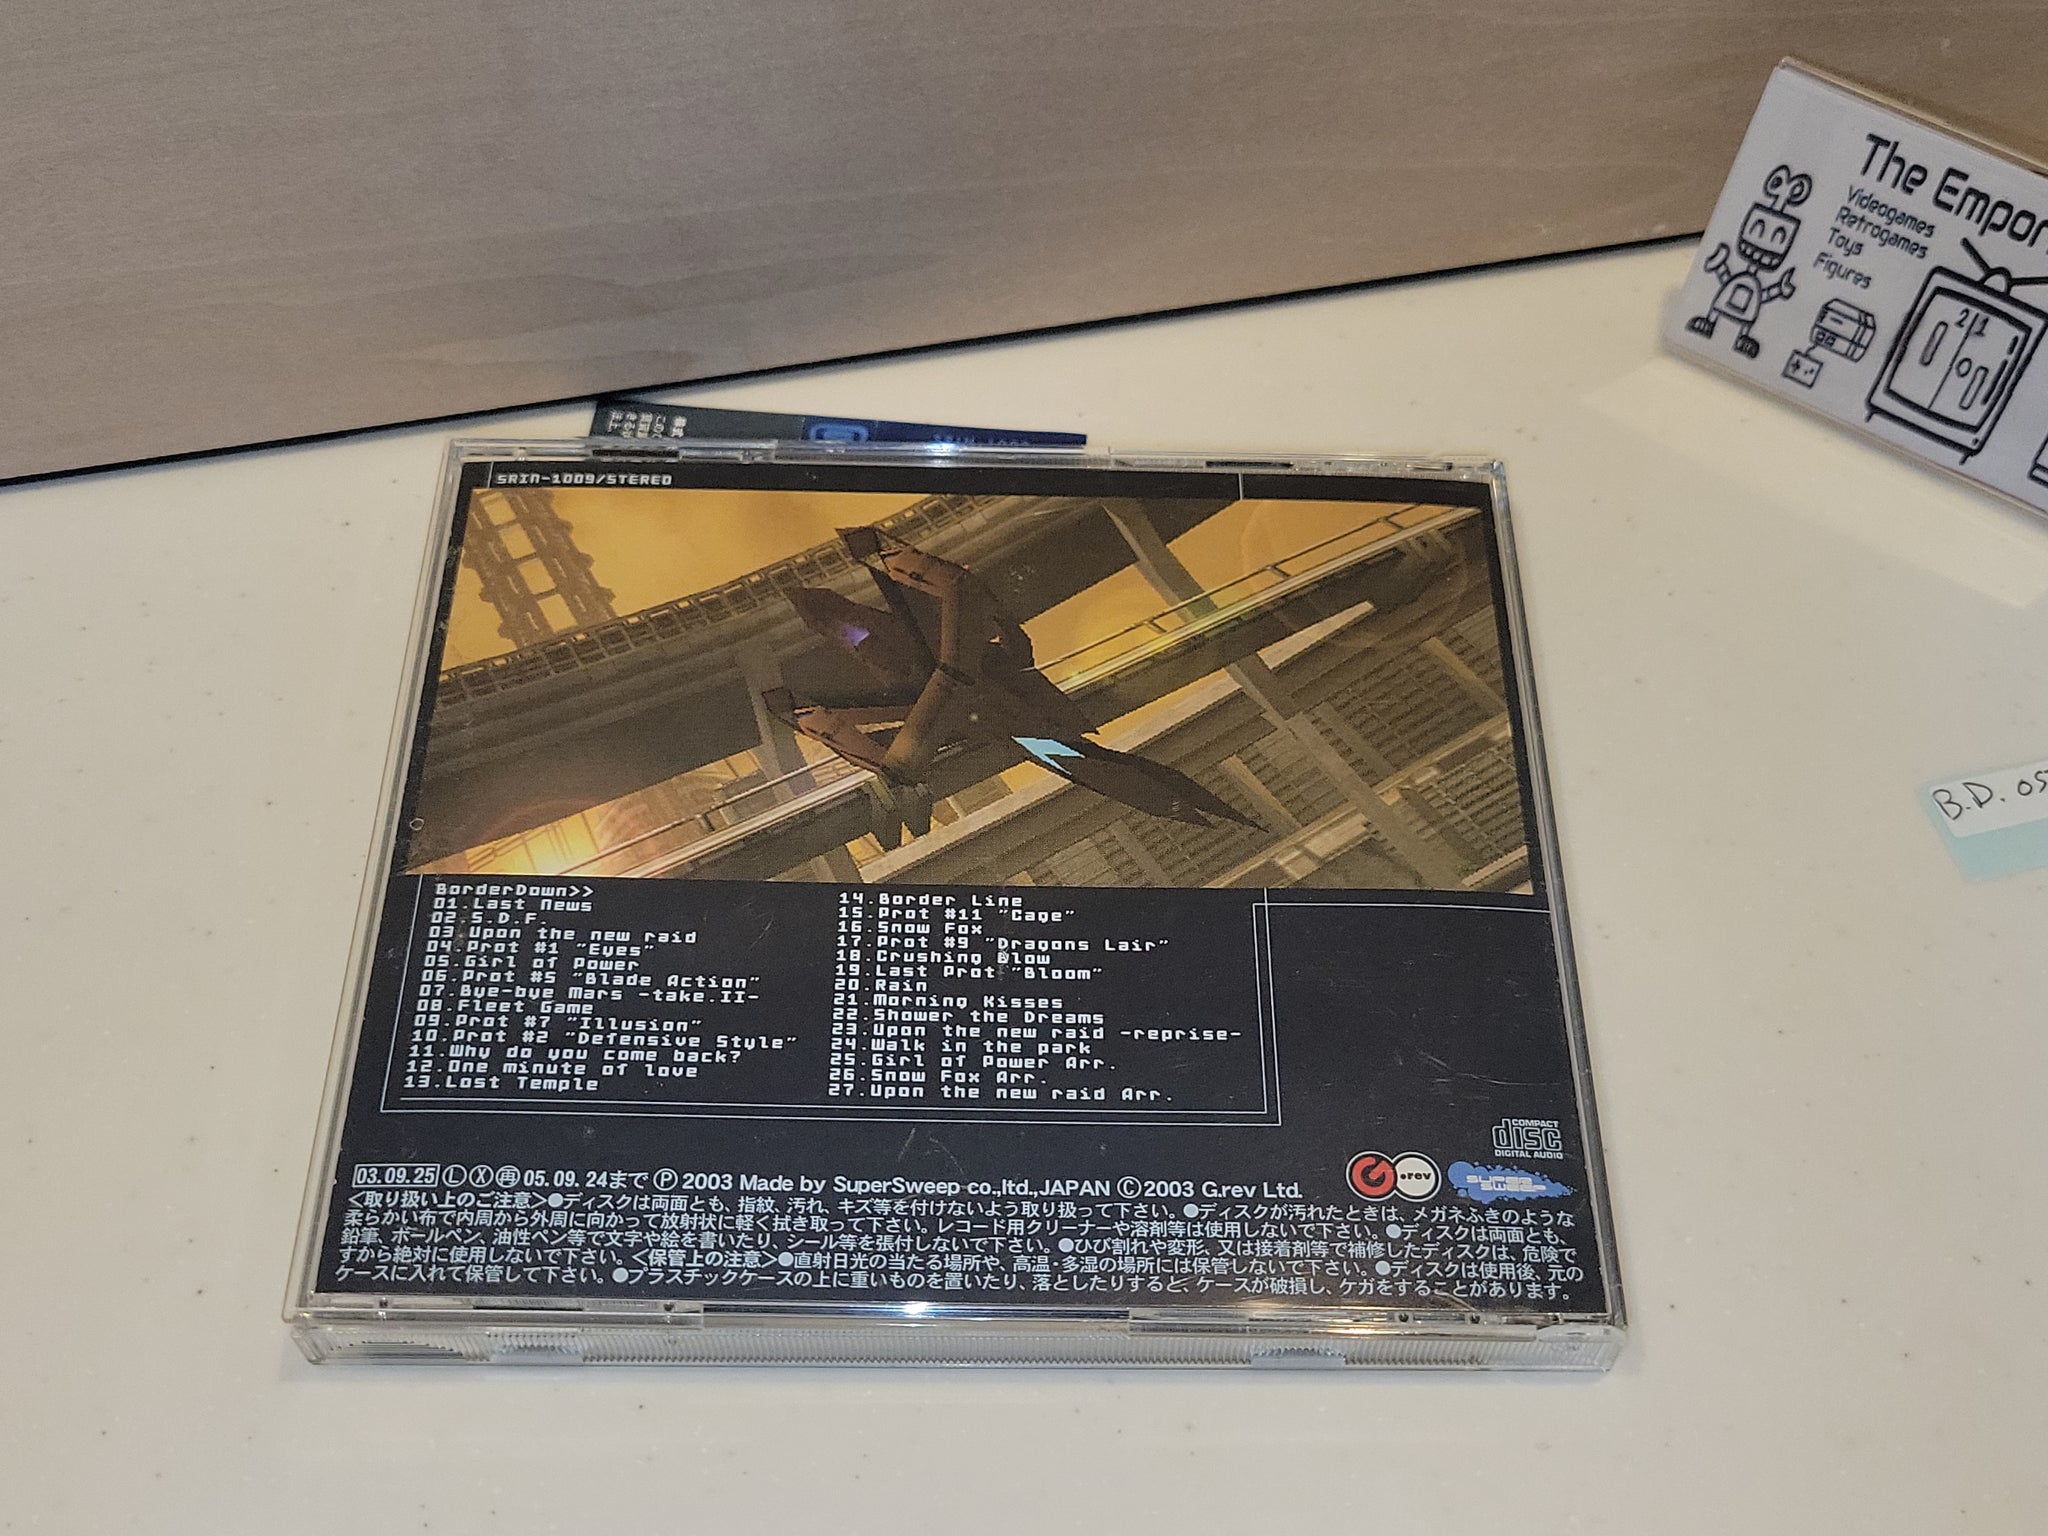 The Empor
Videogames
Retrogames
Toys
Figures
2 1
B.D. OST
SRIN-1009/STEREO
BorderDown>>
01.Last News
02.S.D.F.
03.Upon the new raid
04.Prot #1 "Eyes"
05.Girl of Power
06.Prot #5 "Blade Action"
07.Bye-bye Mars -take.II-
08.Fleet Game
09.Prot #7 "Illusion"
10.Prot #2 "Defensive Style"
11.Why do you come back?
12.One minute of love
13.Lost Temple
14.Border Line
15.Prot #11 "Cage"
16.Snow Fox
17.Prot #9 "Dragons Lair"
18.Crushing Blow
19.Last Prot "Bloom"
20.Rain
21.Morning Kisses
22.Shower the Dreams
23.Upon the new raid -reprise-
24.Walk in the park
25.Girl of Power Arr.
26.Snow Fox Arr.
27.Upon the new raid Arr.
COMPACT
disc
DIGITAL AUDIO
G.rev
SUPER
SWEEP
03.09.25 Ⓛ Ⓧ 再 05.09.24まで Ⓟ 2003 Made by SuperSweep co.,ltd.,JAPAN Ⓒ 2003 G.rev Ltd.
<取り扱い上のご注意>●ディスクは両面とも、指紋、汚れ、キズ等を付けないよう取り扱って下さい。●ディスクが汚れたときは、メガネふきのような
柔らかい布で内周から外周に向かって放射状に軽く拭き取って下さい。レコード用クリーナーや溶剤等は使用しないで下さい。●ディスクは両面とも、
鉛筆、ボールペン、油性ペン等で文字や絵を書いたり、シール等を張付しないで下さい。●ひび割れや変形、又は接着剤等で補修したディスクは、危険で
すから絶対に使用しないで下さい。<保管上の注意>●直射日光の当たる場所や、高温・多湿の場所には保管しないで下さい。●ディスクは使用後、元の
ケースに入れて保管して下さい。●プラスチックケースの上に重いものを置いたり、落としたりすると、ケースが破損し、ケガをすることがあります。